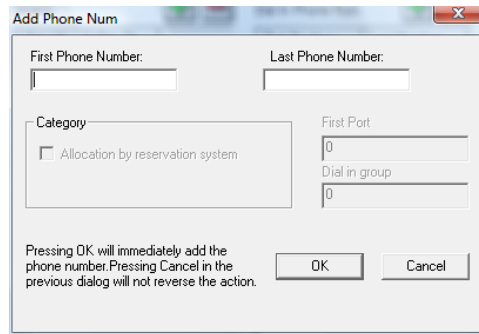 Add Phone Num
First Phone Number:
Last Phone Number:
Category
Allocation by reservation system
First Port
0
Dial in group
0
Pressing OK will immediately add the
phone number.Pressing Cancel in the
previous dialog will not reverse the action.
OK
Cancel